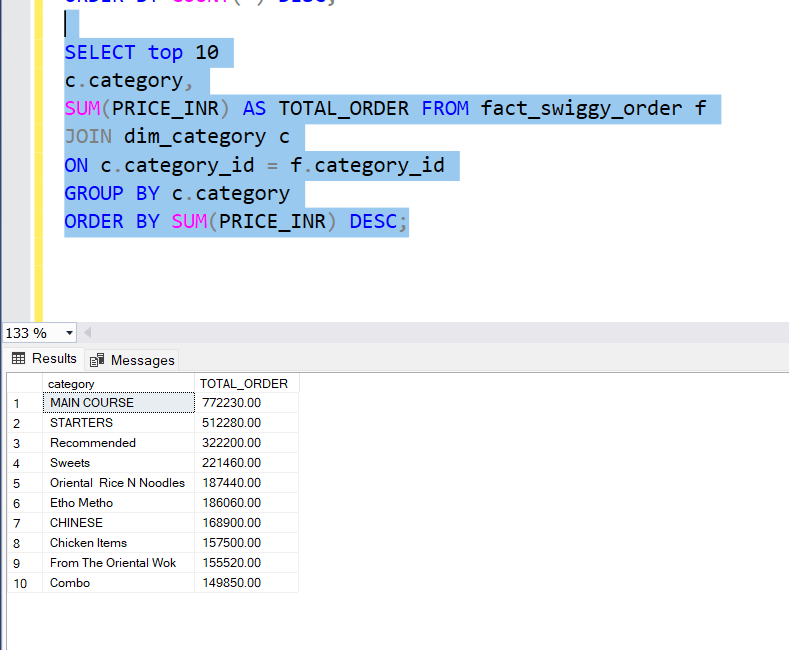 ORDER BY COUNT(*) DESC;
SELECT top 10
c.category,
SUM(PRICE_INR) AS TOTAL_ORDER FROM fact_swiggy_order f
JOIN dim_category c
ON c.category_id = f.category_id
GROUP BY c.category
ORDER BY SUM(PRICE_INR) DESC;
133 %
Results Messages
category TOTAL_ORDER
1 MAIN COURSE 772230.00
2 STARTERS 512280.00
3 Recommended 322200.00
4 Sweets 221460.00
5 Oriental  Rice N Noodles 187440.00
6 Etho Metho 186060.00
7 CHINESE 168900.00
8 Chicken Items 157500.00
9 From The Oriental Wok 155520.00
10 Combo 149850.00